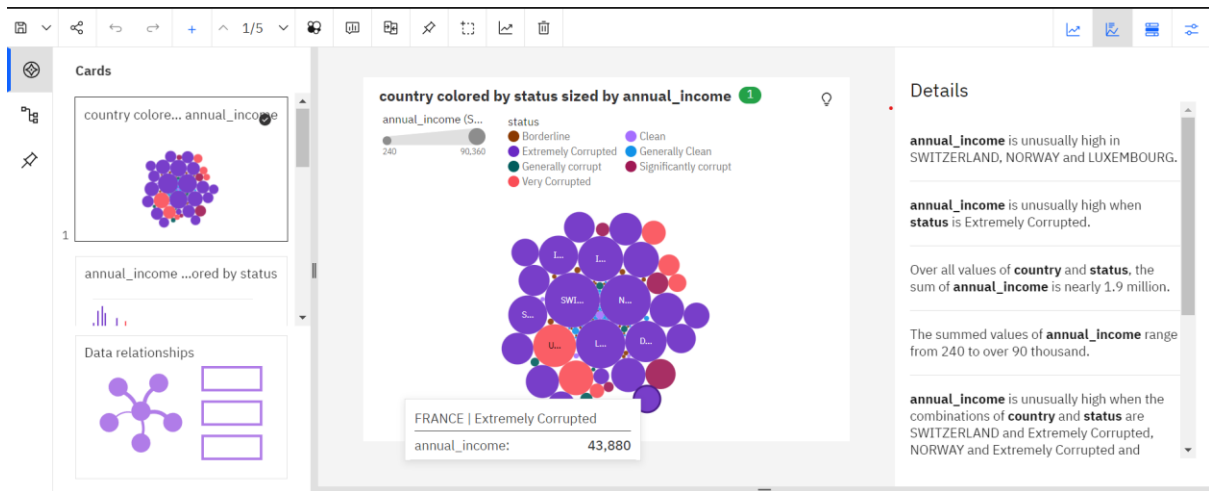 1/5
Cards
country colore... annual_income
1
annual_income ...ored by status
Data relationships
country colored by status sized by annual_income 1
annual_income (S...
240 90,360
status
Borderline
Clean
Extremely Corrupted
Generally Clean
Generally corrupt
Significantly corrupt
Very Corrupted
I...
I...
SWI...
N...
S...
U...
L...
D...
FRANCE | Extremely Corrupted
annual_income: 43,880
Details
annual_income is unusually high in
SWITZERLAND, NORWAY and LUXEMBOURG.
annual_income is unusually high when
status is Extremely Corrupted.
Over all values of country and status, the
sum of annual_income is nearly 1.9 million.
The summed values of annual_income range
from 240 to over 90 thousand.
annual_income is unusually high when the
combinations of country and status are
SWITZERLAND and Extremely Corrupted,
NORWAY and Extremely Corrupted and